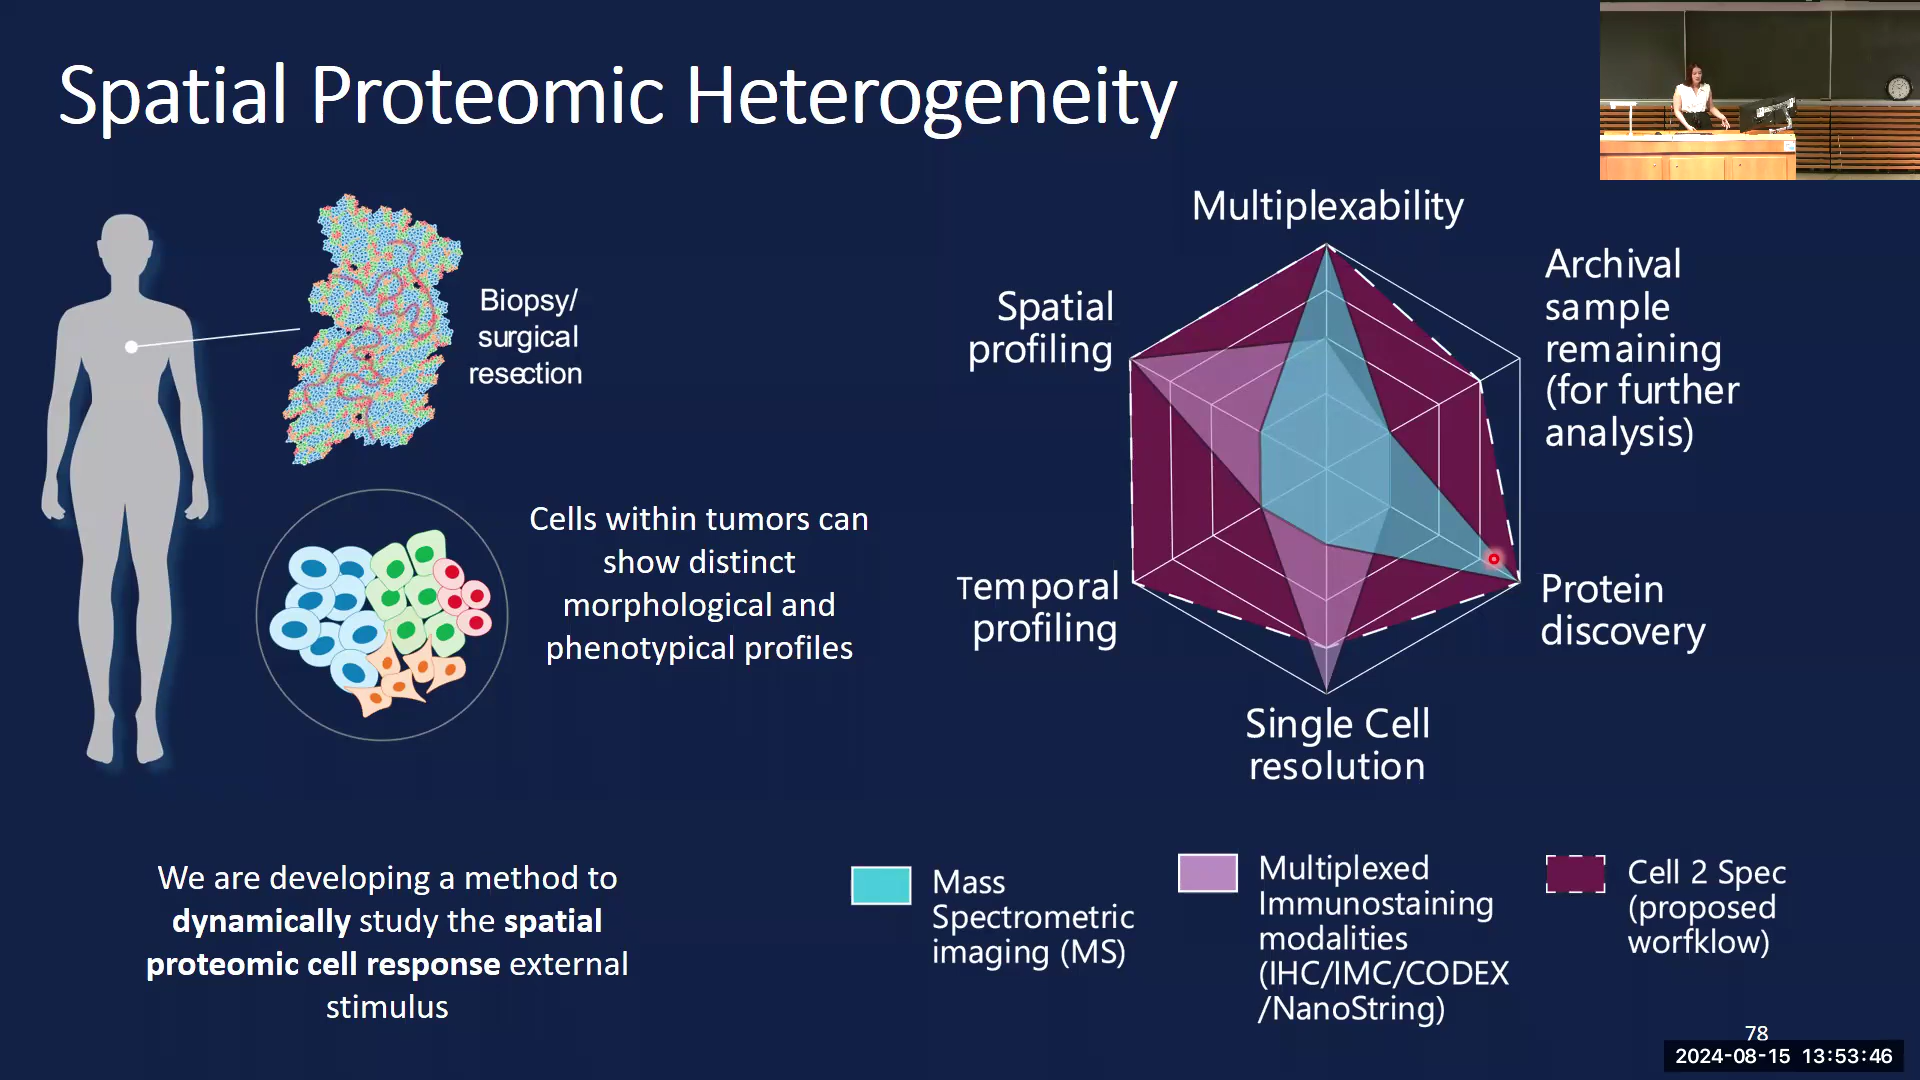 Spatial Proteomic Heterogeneity
Biopsy/
surgical
resection
Cells within tumors can
show distinct
morphological and
phenotypical profiles
We are developing a method to
dynamically study the spatial
proteomic cell response external
stimulus
Multiplexability
Archival
sample
remaining
(for further
analysis)
Spatial
profiling
Temporal
profiling
Protein
discovery
Single Cell
resolution
Mass
Spectrometric
imaging (MS)
Multiplexed
Immunostaining
modalities
(IHC/IMC/CODEX
/NanoString)
Cell 2 Spec
(proposed
worfklow)
78
2024-08-15 13:53:46